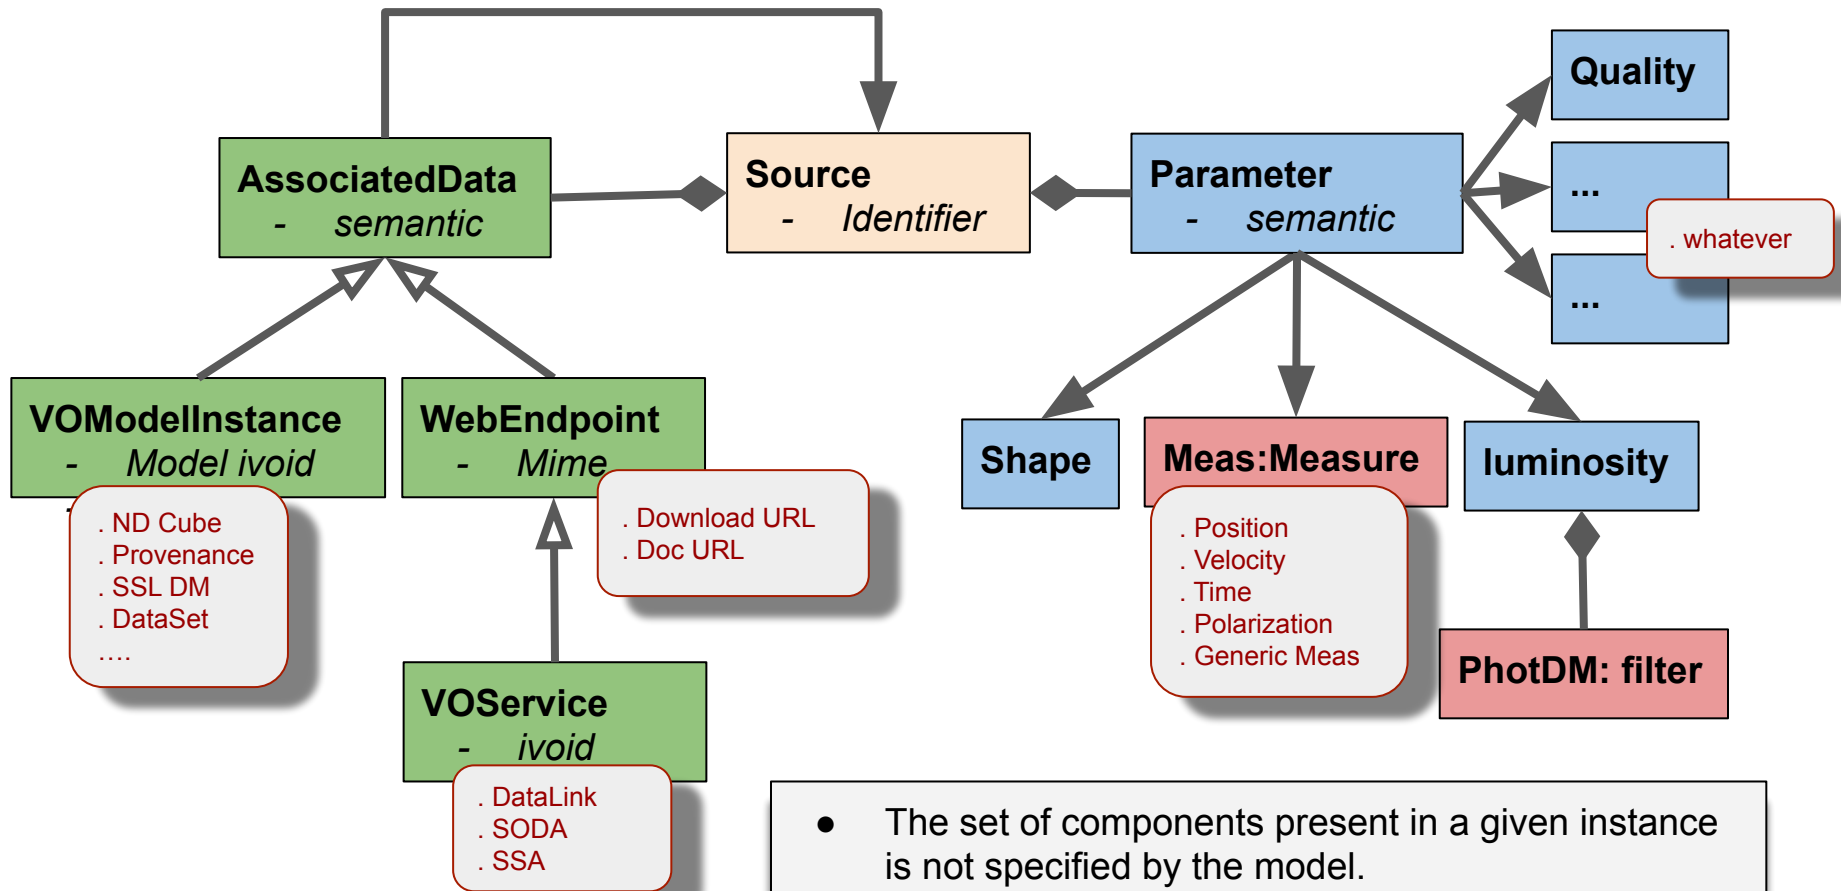 Quality
AssociatedData
- semantic
Source
- Identifier
Parameter
- semantic
...
. whatever
...
VOModelInstance
- Model ivoid
-
. ND Cube
. Provenance
. SSL DM
. DataSet
....
WebEndpoint
- Mime
. Download URL
. Doc URL
Shape
Meas:Measure
. Position
. Velocity
. Time
. Polarization
. Generic Meas
luminosity
PhotDM: filter
VOService
- ivoid
. DataLink
. SODA
. SSA
● The set of components present in a given instance
is not specified by the model.